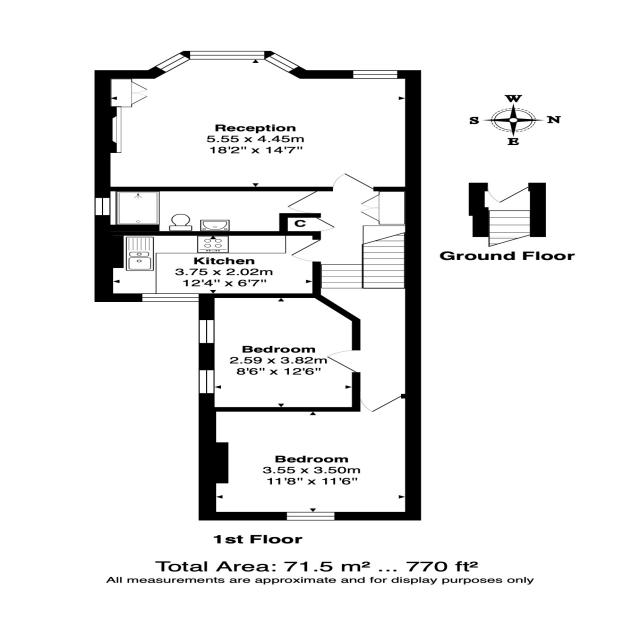 Reception
5.55 x 4.45m
18'2" x 14'7"
W
S
N
E
C
Ground Floor
Kitchen
3.75 x 2.02m
12'4" x 6'7"
Bedroom
2.59 x 3.82m
8'6" x 12'6"
Bedroom
3.55 x 3.50m
11'8" x 11'6"
1st Floor
Total Area: 71.5 m² ... 770 ft²
All measurements are approximate and for display purposes only